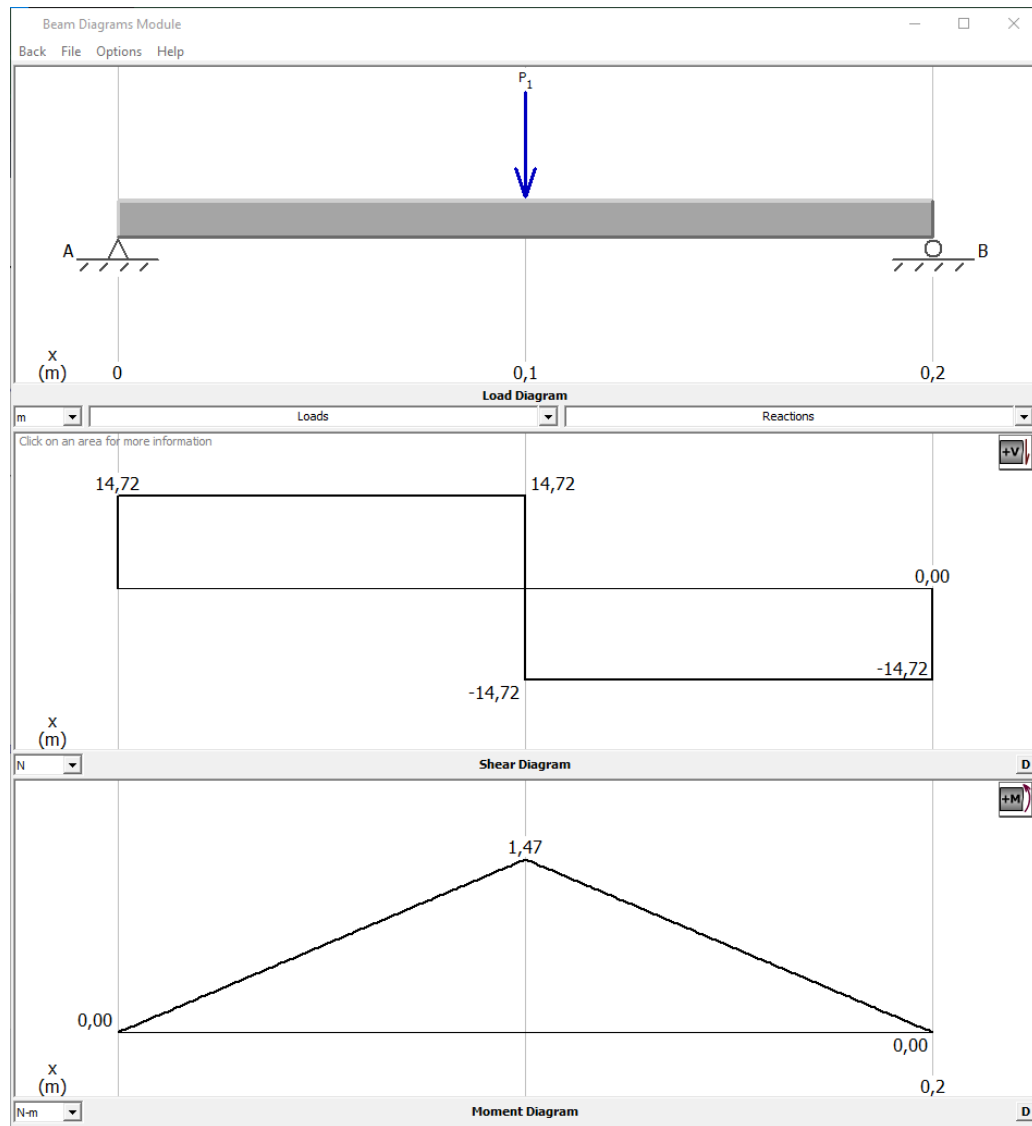 Beam Diagrams Module
Back File Options Help
P1
A
B
x
(m) 0 0,1 0,2
Load Diagram
m Loads Reactions
Click on an area for more information
+V
14,72 14,72
0,00
-14,72
-14,72
x
(m)
N Shear Diagram D
+M
1,47
0,00
0,00
x
(m) 0,2
N-m Moment Diagram D